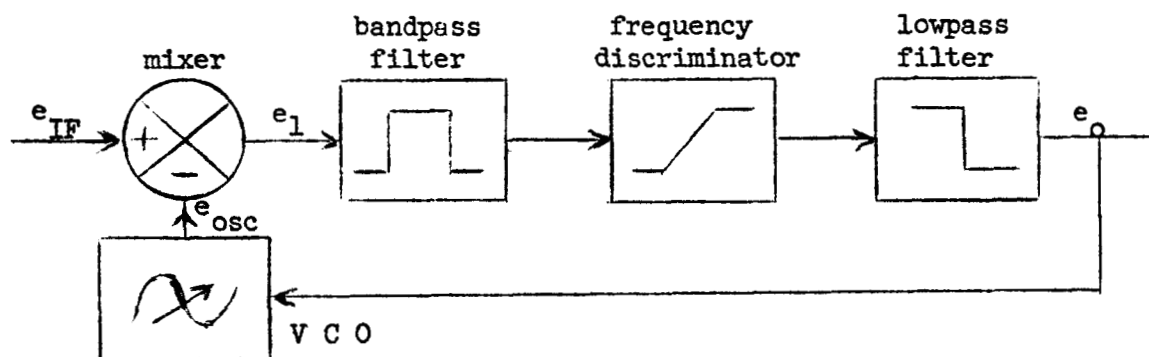 mixer
bandpass
filter
frequency
discriminator
lowpass
filter
e_IF
+
-
e_1
e_o
e_osc
V C O